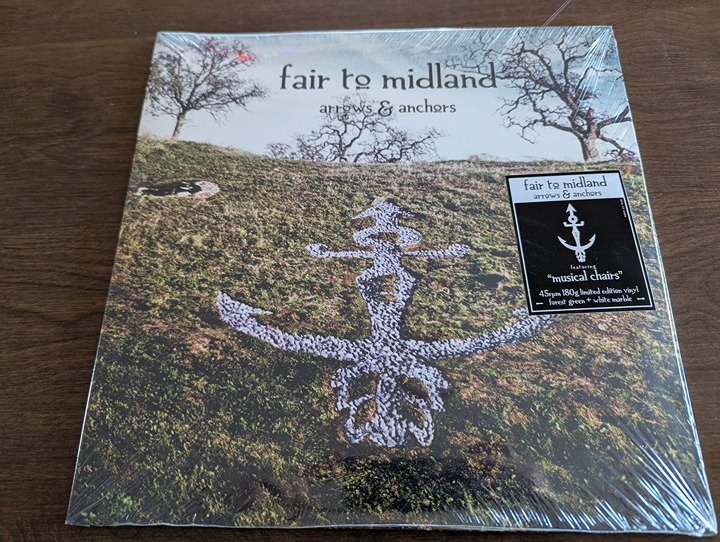 fair to midland
arrows & anchors
fair to midland
arrows & anchors
featuring
"musical chairs"
45rpm 180g limited edition vinyl
forest green + white marble